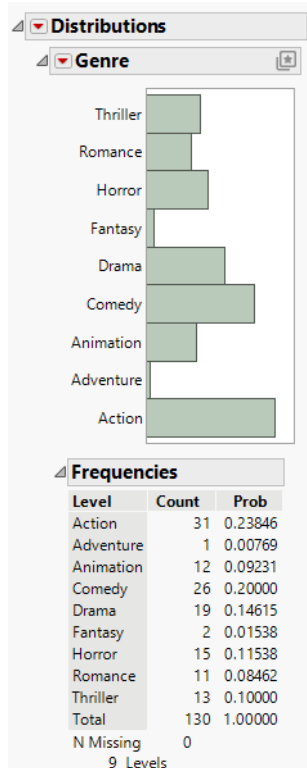 Distributions
Genre
Thriller
Romance
Horror
Fantasy
Drama
Comedy
Animation
Adventure
Action
Frequencies
Level Count Prob
Action 31 0.23846
Adventure 1 0.00769
Animation 12 0.09231
Comedy 26 0.20000
Drama 19 0.14615
Fantasy 2 0.01538
Horror 15 0.11538
Romance 11 0.08462
Thriller 13 0.10000
Total 130 1.00000
N Missing 0
9 Levels